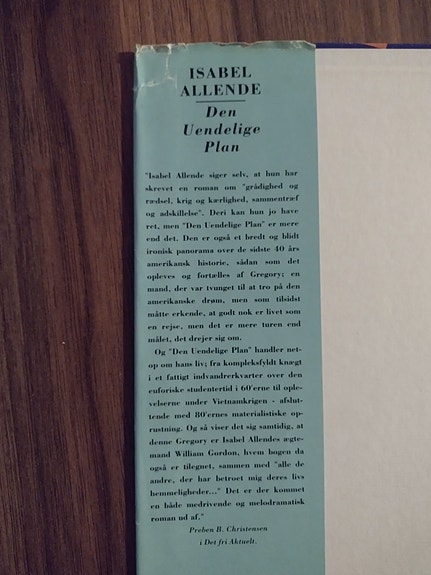 ISABEL
ALLENDE
Den
Uendelige
Plan
"Isabel Allende siger selv, at hun har
skrevet en roman om "grådighed og
rædsel, krig og kærlighed, sammentræf
og adskillelse". Deri kan hun jo have
ret, men "Den Uendelige Plan" er mere
end det. Den er også et bredt og blidt
ironisk panorama over de sidste 40 års
amerikansk historie, sådan som det
opleves og fortælles af Gregory; en
mand, der var tvunget til at tro på den
amerikanske drøm, men som tilsidst
måtte erkende, at godt nok er livet som
en rejse, men det er mere turen end
målet, det drejer sig om.
Og "Den Uendelige Plan" handler net-
op om hans liv; fra kompleksfyldt knægt
i et fattigt indvandrerkvarter over den
euforiske studentertid i 60'erne til ople-
velserne under Vietnamkrigen - afslut-
tende med 80'ernes materialistiske op-
rustning. Og så viser det sig samtidig, at
denne Gregory er Isabel Allendes ægte-
mand William Gordon, hvem bogen da
også er tilegnet, sammen med "alle de
andre, der har betroet mig deres livs
hemmeligheder..." Det er der kommet
en både medrivende og melodramatisk
roman ud af."
Preben B. Christensen
i Det fri Aktuelt.